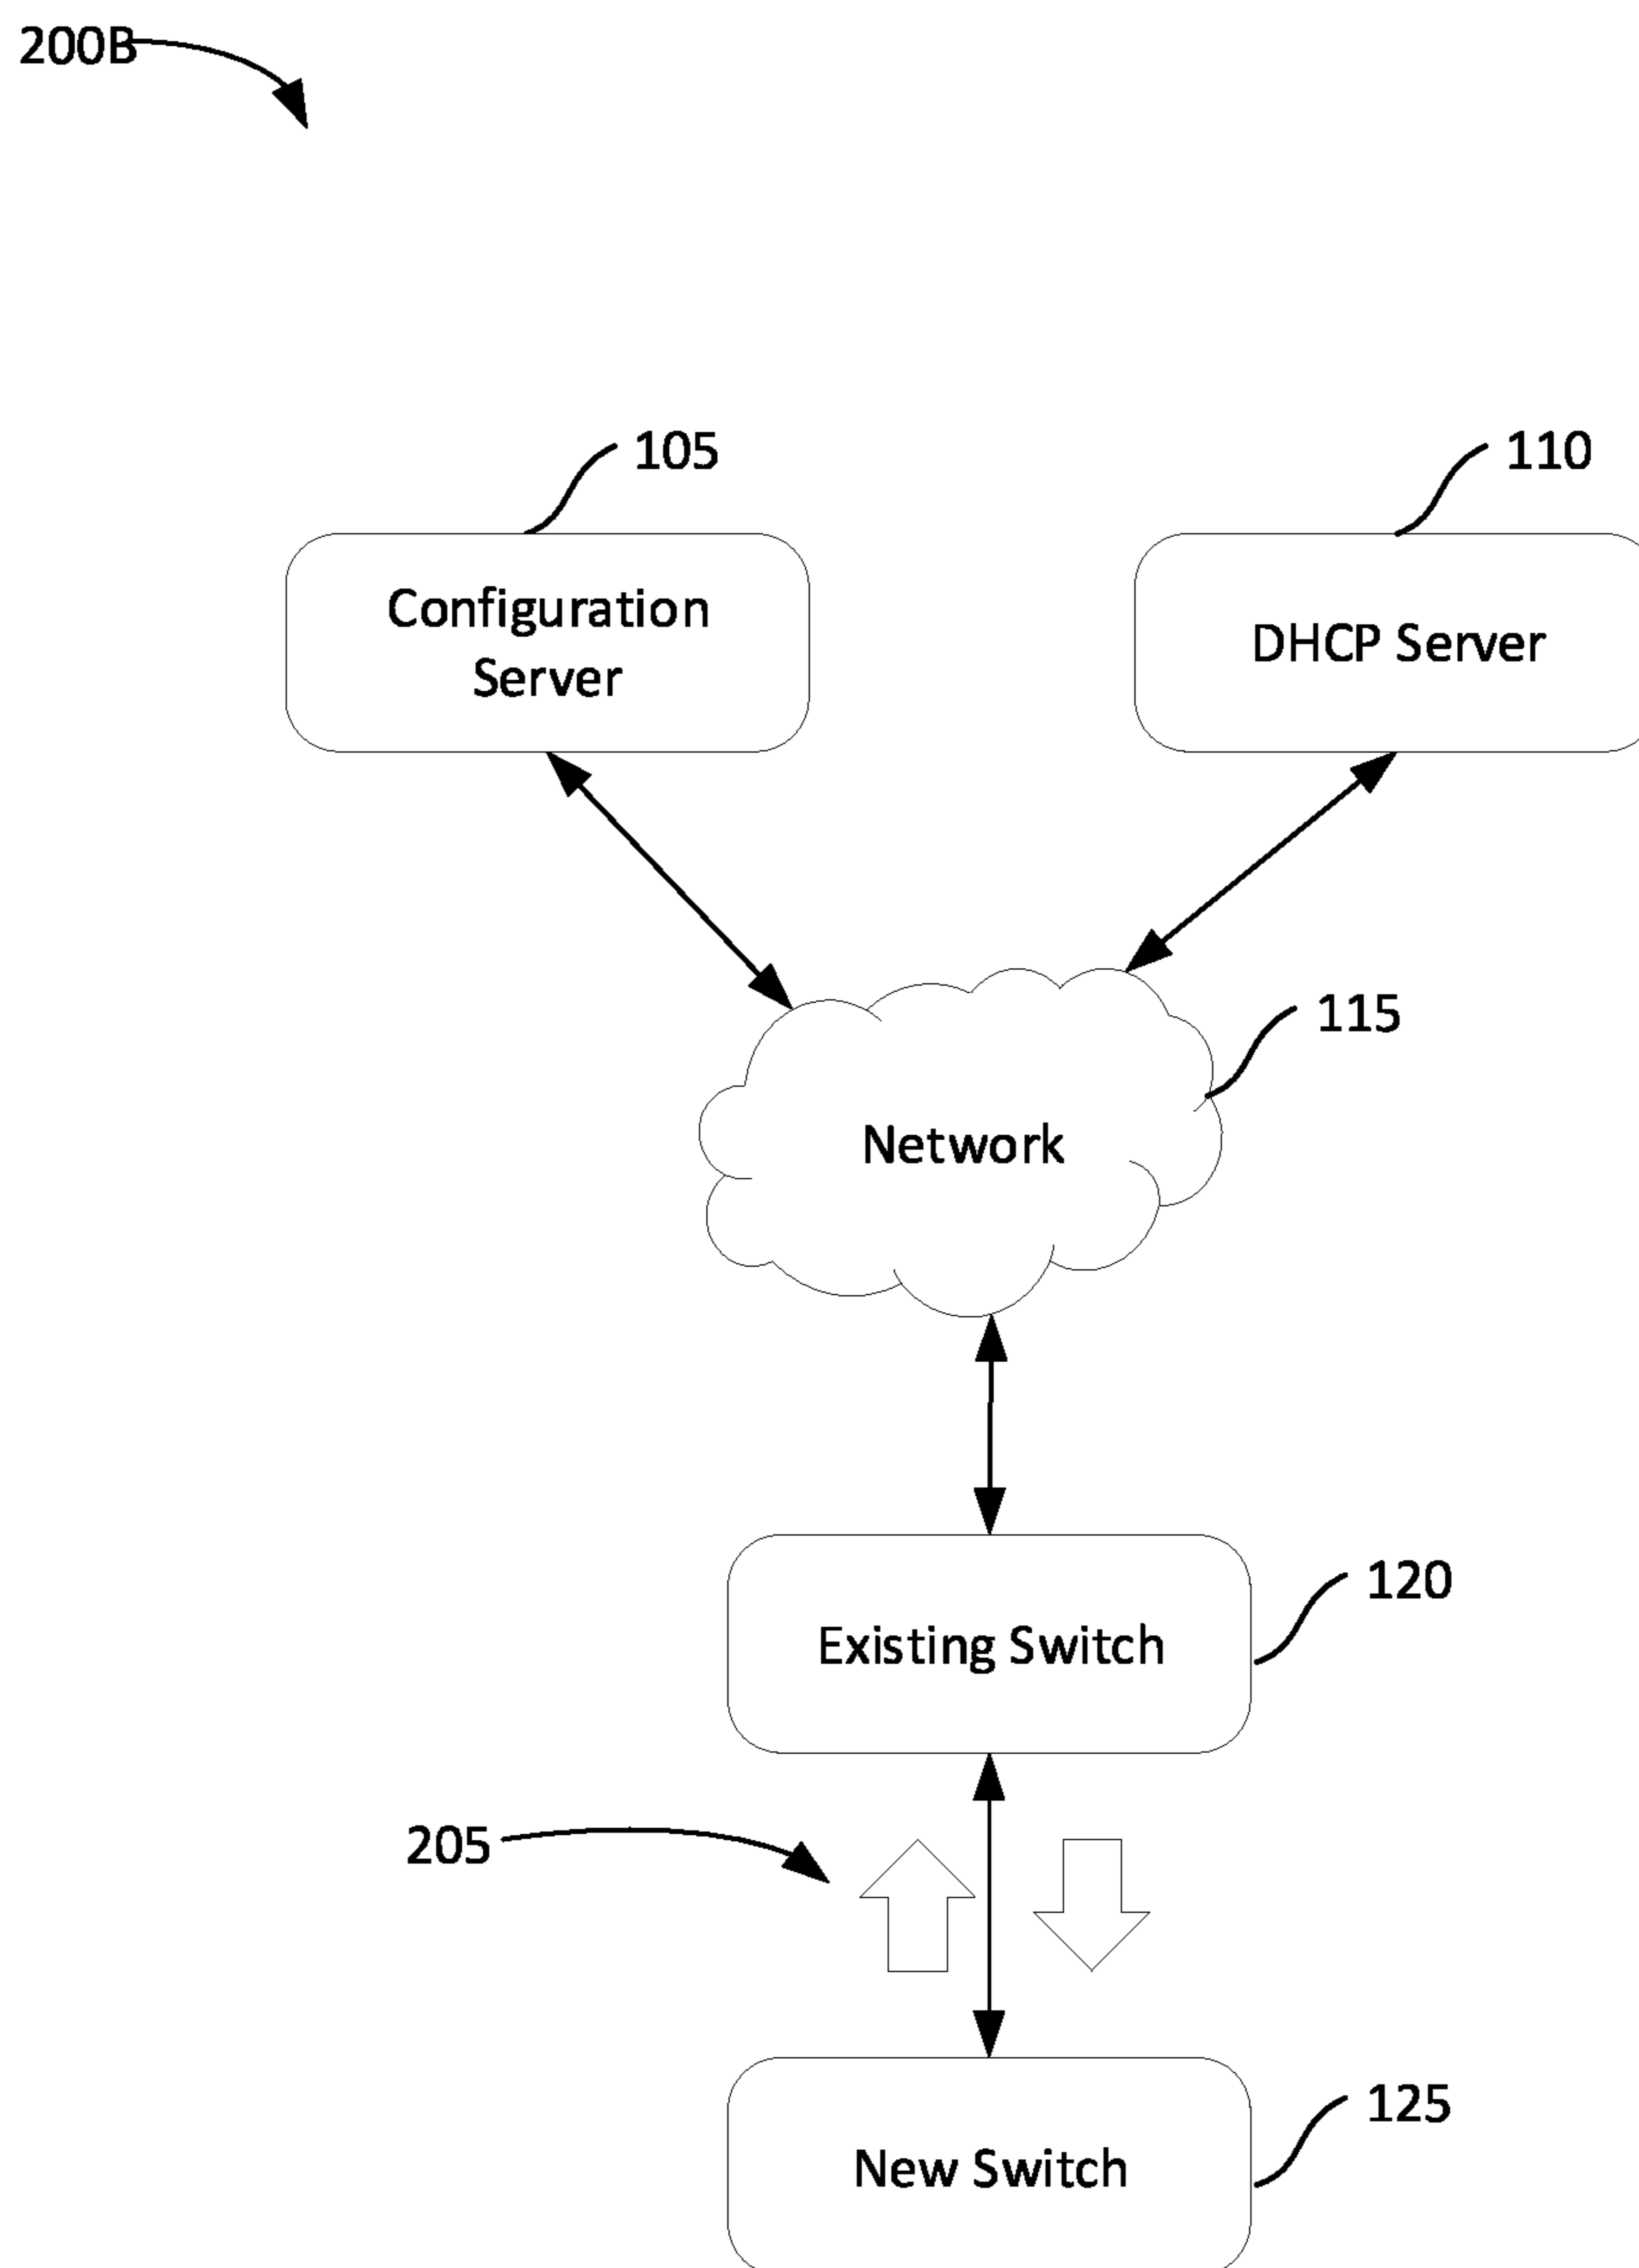 200B
105
110
Configuration
Server
DHCP Server
115
Network
120
Existing Switch
205
125
New Switch